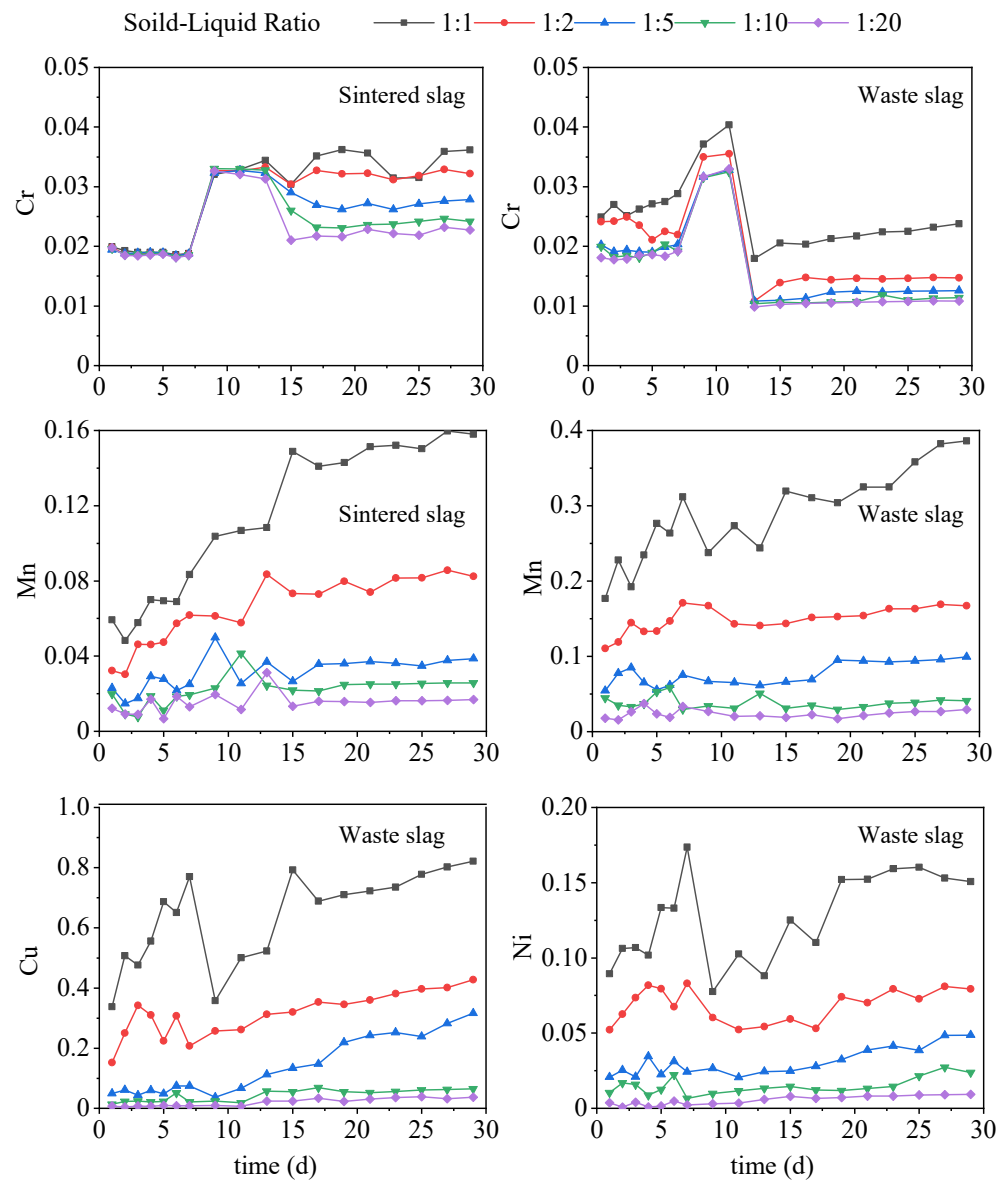 Soild-Liquid Ratio 1:1 1:2 1:5 1:10 1:20
0.05
0.04
0.03
0.02
0.01
0
Cr
Sintered slag
0 5 10 15 20 25 30
0.05
0.04
0.03
0.02
0.01
0
Cr
Waste slag
0 5 10 15 20 25 30
0.16
0.12
0.08
0.04
0
Mn
Sintered slag
0 5 10 15 20 25 30
0.4
0.3
0.2
0.1
0
Mn
Waste slag
0 5 10 15 20 25 30
1.0
0.8
0.6
0.4
0.2
0
Cu
Waste slag
0 5 10 15 20 25 30
time (d)
0.20
0.15
0.10
0.05
0
Ni
Waste slag
0 5 10 15 20 25 30
time (d)